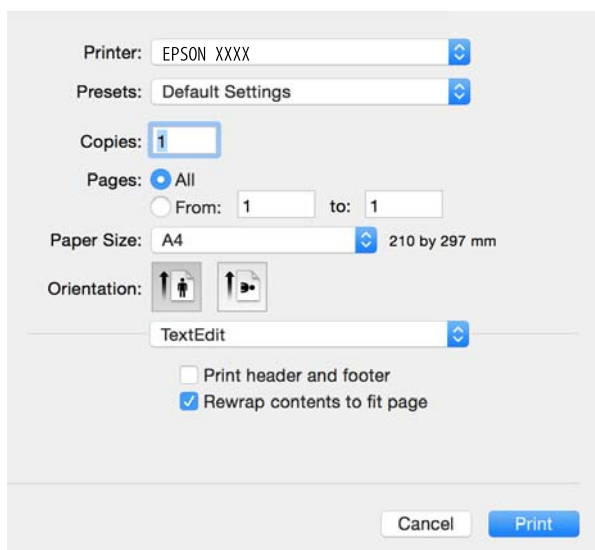 Printer: EPSON XXXX
Presets: Default Settings
Copies: 1
Pages: All
From: 1 to: 1
Paper Size: A4 210 by 297 mm
Orientation:
TextEdit
Print header and footer
Rewrap contents to fit page
Cancel Print